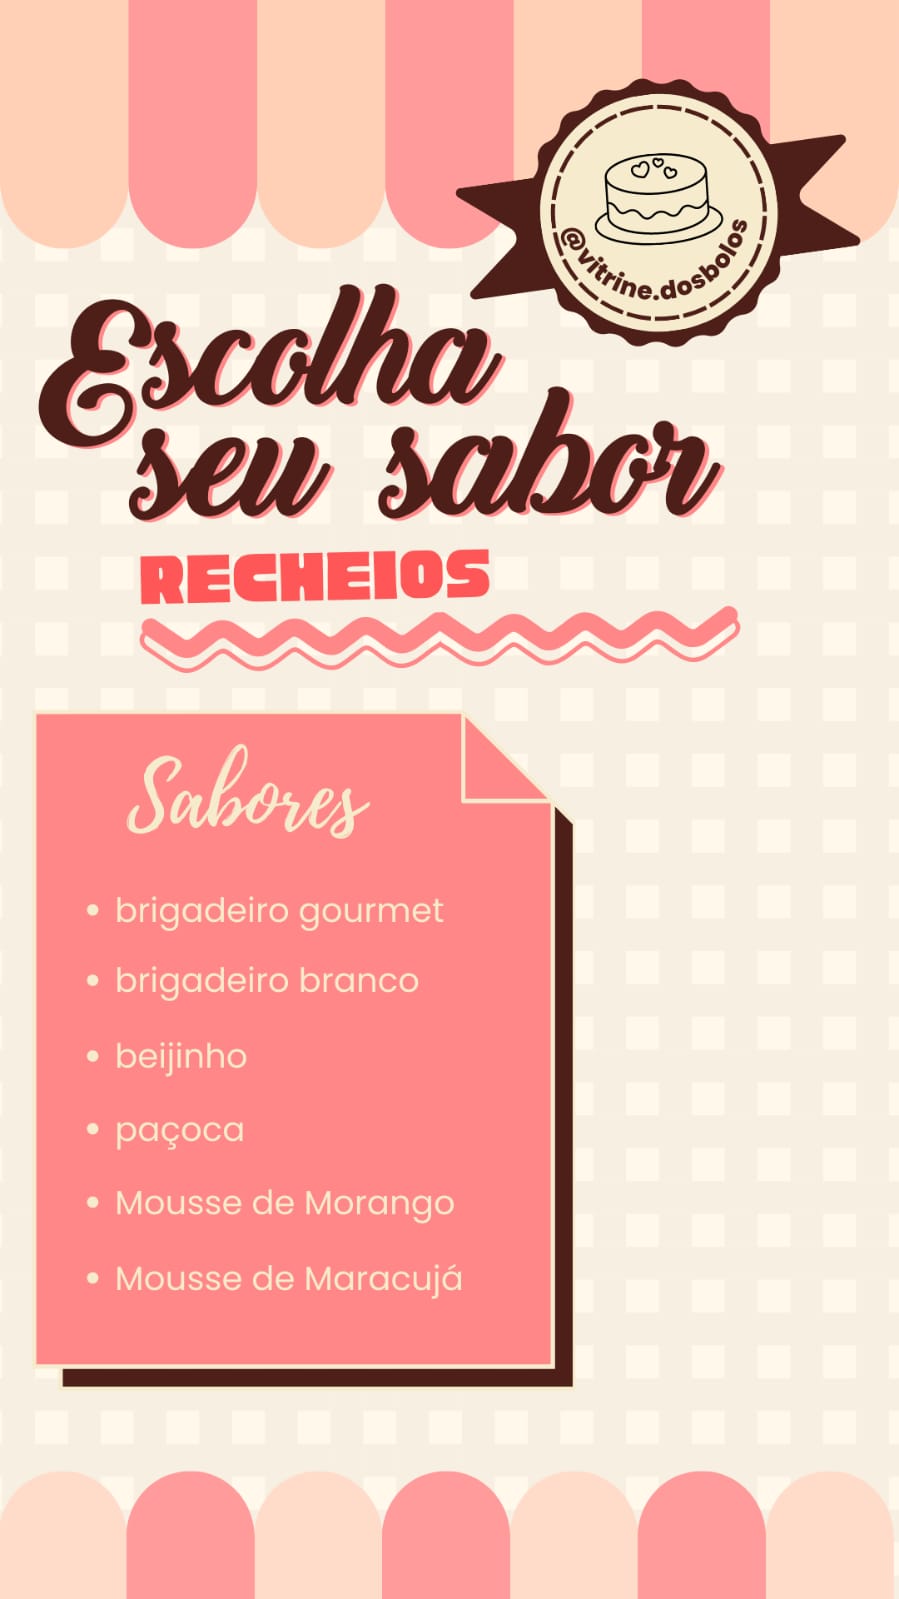 @vitrine.dosbolos
Escolha
seu sabor
RECHEIOS
Sabores
• brigadeiro gourmet
• brigadeiro branco
• beijinho
• paçoca
• Mousse de Morango
• Mousse de Maracujá